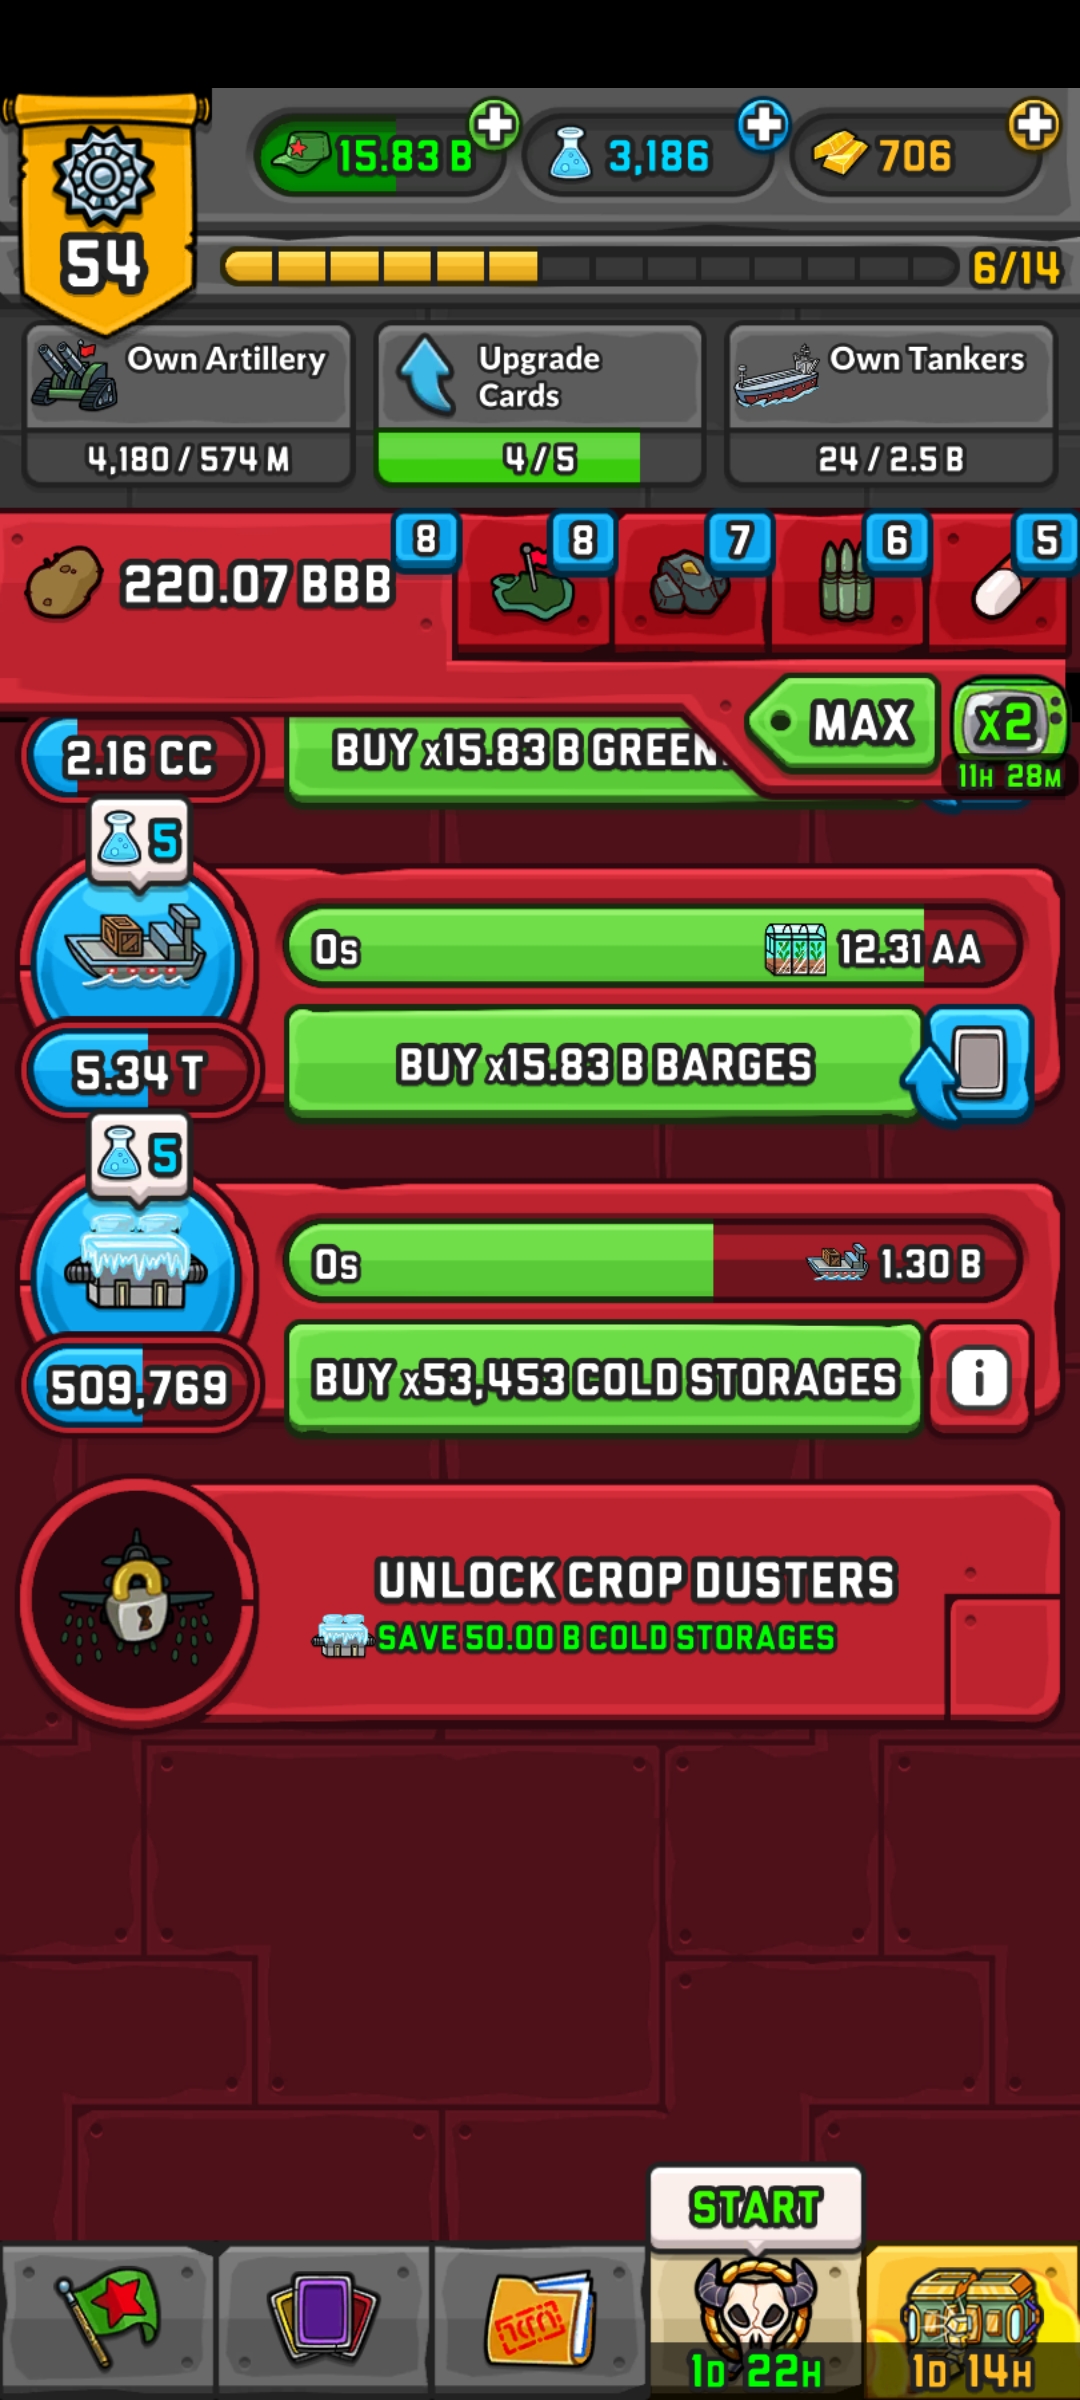 15.83 B
3,186
706
54
6/14
Own Artillery
4,180 / 574 M
Upgrade
Cards
4 / 5
Own Tankers
24 / 2.5 B
220.07 BBB
8
8
7
6
5
MAX
x2
11H 28M
2.16 CC
BUY x15.83 B GREEN
5
0s
12.31 AA
5.34 T
BUY x15.83 B BARGES
5
0s
1.30 B
509,769
BUY x53,453 COLD STORAGES
i
UNLOCK CROP DUSTERS
SAVE 50.00 B COLD STORAGES
START
1D 22H
1D 14H